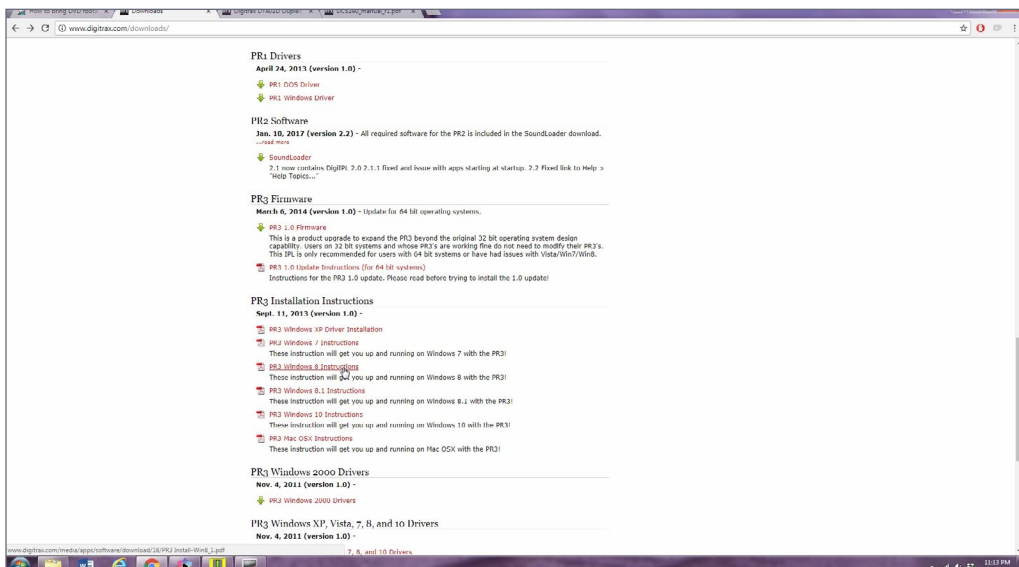 How to bring DVD foot
Downloads
Digitrax DT402D Duplex
DCS240_manual_r2.pdf
www.digitrax.com/downloads/
PR1 Drivers
April 24, 2013 (version 1.0) -
PR1 DOS Driver
PR1 Windows Driver
PR2 Software
Jan. 10, 2017 (version 2.2) - All required software for the PR2 is included in the SoundLoader download.
...read more
SoundLoader
2.1 now contains DigiIPL 2.0 2.1.1 fixed and issue with apps starting at startup. 2.2 Fixed link to Help >
"Help Topics..."
PR3 Firmware
March 6, 2014 (version 1.0) - Update for 64 bit operating systems.
PR3 1.0 Firmware
This is a product upgrade to expand the PR3 beyond the original 32 bit operating system design
capability. Users on 32 bit systems and whose PR3's are working fine do not need to modify their PR3's.
This IPL is only recommended for users with 64 bit systems or have had issues with Vista/Win7/Win8.
PR3 1.0 Update Instructions (for 64 bit systems)
Instructions for the PR3 1.0 update. Please read before trying to install the 1.0 update!
PR3 Installation Instructions
Sept. 11, 2013 (version 1.0) -
PR3 Windows XP Driver Installation
PR3 Windows 7 Instructions
These instruction will get you up and running on Windows 7 with the PR3!
PR3 Windows 8 Instructions
These instruction will get you up and running on Windows 8 with the PR3!
PR3 Windows 8.1 Instructions
These instruction will get you up and running on Windows 8.1 with the PR3!
PR3 Windows 10 Instructions
These instruction will get you up and running on Windows 10 with the PR3!
PR3 Mac OSX Instructions
These instruction will get you up and running on Mac OSX with the PR3!
PR3 Windows 2000 Drivers
Nov. 4, 2011 (version 1.0) -
PR3 Windows 2000 Drivers
PR3 Windows XP, Vista, 7, 8, and 10 Drivers
Nov. 4, 2011 (version 1.0) -
www.digitrax.com/media/apps/software/download/18/PR3 Install-Win8_1.pdf
7, 8, and 10 Drivers
11:13 PM